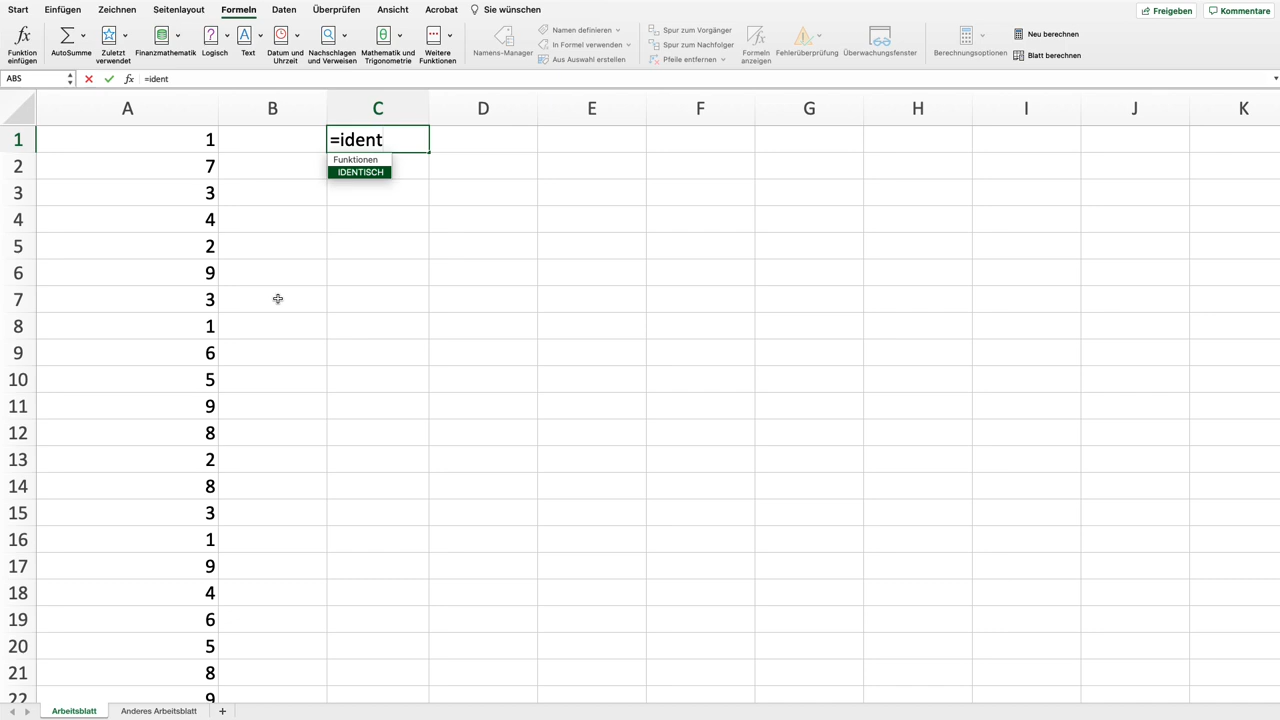 Start Einfügen Zeichnen Seitenlayout Formeln Daten Überprüfen Ansicht Acrobat Sie wünschen Freigeben Kommentare
Funktion einfügen
AutoSumme
Zuletzt verwendet
Finanzmathematik
Logisch
Text
Datum und Uhrzeit
Nachschlagen und Verweisen
Mathematik und Trigonometrie
Weitere Funktionen
Namens-Manager
Namen definieren
In Formel verwenden
Aus Auswahl erstellen
Spur zum Vorgänger
Spur zum Nachfolger
Pfeile entfernen
Formeln anzeigen
Fehlerüberprüfung
Überwachungsfenster
Berechnungsoptionen
Neu berechnen
Blatt berechnen
ABS fx =ident
A B C D E F G H I J K
1 1 =ident
Funktionen
IDENTISCH
2 7
3 3
4 4
5 2
6 9
7 3
8 1
9 6
10 5
11 9
12 8
13 2
14 8
15 3
16 1
17 9
18 4
19 6
20 5
21 8
22 9
Arbeitsblatt Anderes Arbeitsblatt +